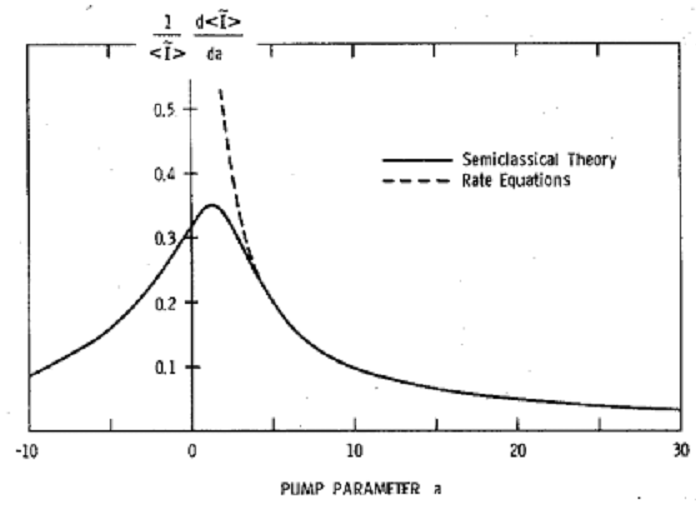 1 d<Ĩ>
<Ĩ> da
0.5
0.4
0.3
0.2
0.1
Semiclassical Theory
Rate Equations
-10 0 10 20 30
PUMP PARAMETER a